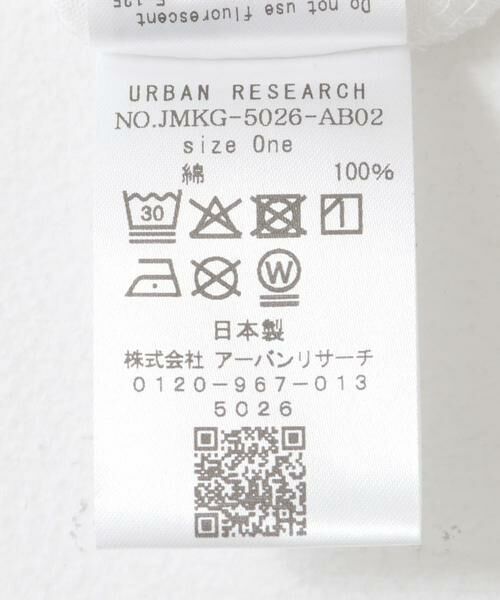 Do not use fluorescent
URBAN RESEARCH
NO.JMKG-5026-AB02
size One
綿 100%
30
W
日本製
株式会社 アーバンリサーチ
0120-967-013
5026